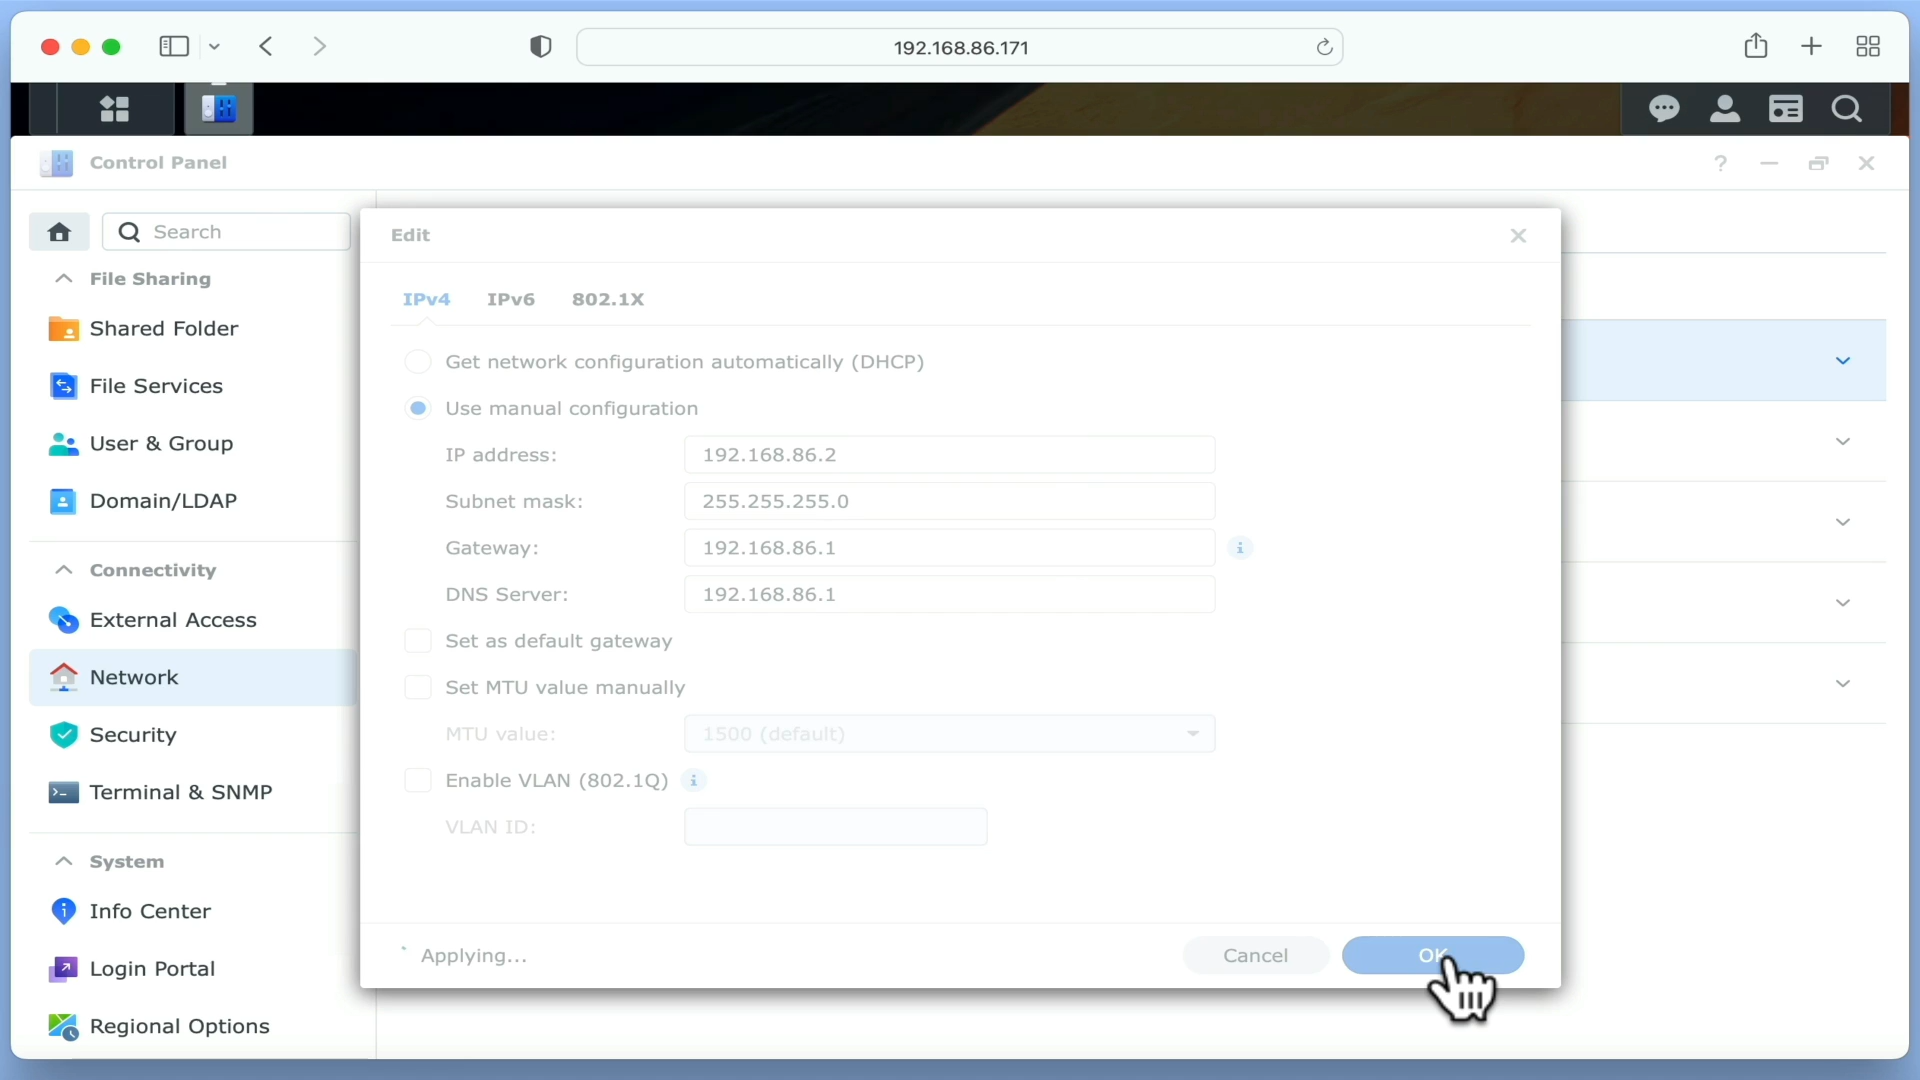 192.168.86.171
Control Panel
?
Search
File Sharing
Shared Folder
File Services
User & Group
Domain/LDAP
Connectivity
External Access
Network
Security
Terminal & SNMP
System
Info Center
Login Portal
Regional Options
Edit
IPv4 IPv6 802.1X
Get network configuration automatically (DHCP)
Use manual configuration
IP address: 192.168.86.2
Subnet mask: 255.255.255.0
Gateway: 192.168.86.1
DNS Server: 192.168.86.1
Set as default gateway
Set MTU value manually
MTU value: 1500 (default)
Enable VLAN (802.1Q)
VLAN ID:
Applying... Cancel OK